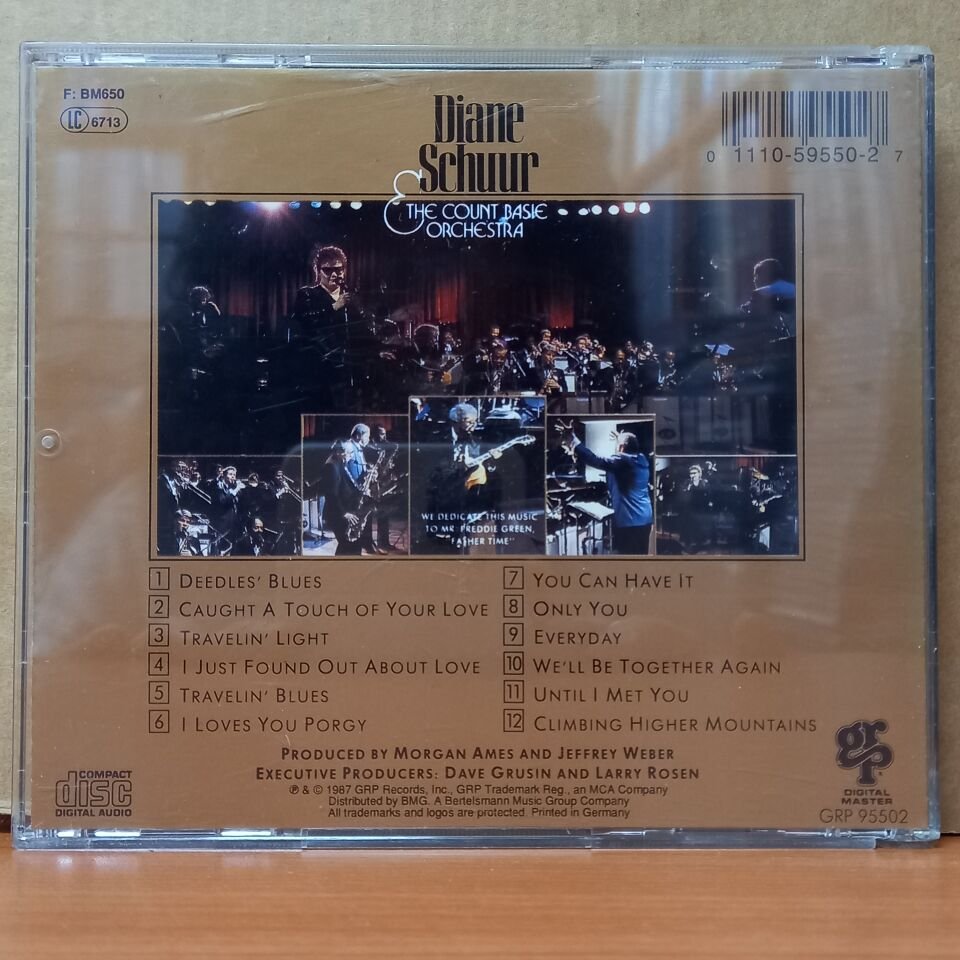 F: BM650
LC 6713
Diane
Schuur
& THE COUNT BASIE
ORCHESTRA
0 1110-59550-2 7
WE DEDICATE THIS MUSIC
TO MR. FREDDIE GREEN,
"FATHER TIME"
1 DEEDLES' BLUES
2 CAUGHT A TOUCH OF YOUR LOVE
3 TRAVELIN' LIGHT
4 I JUST FOUND OUT ABOUT LOVE
5 TRAVELIN' BLUES
6 I LOVES YOU PORGY
7 YOU CAN HAVE IT
8 ONLY YOU
9 EVERYDAY
10 WE'LL BE TOGETHER AGAIN
11 UNTIL I MET YOU
12 CLIMBING HIGHER MOUNTAINS
PRODUCED BY MORGAN AMES AND JEFFREY WEBER
EXECUTIVE PRODUCERS: DAVE GRUSIN AND LARRY ROSEN
℗ & © 1987 GRP Records, Inc., GRP Trademark Reg., an MCA Company
Distributed by BMG. A Bertelsmann Music Group Company
All trademarks and logos are protected. Printed in Germany
COMPACT
disc
DIGITAL AUDIO
grp
DIGITAL
MASTER
GRP 95502